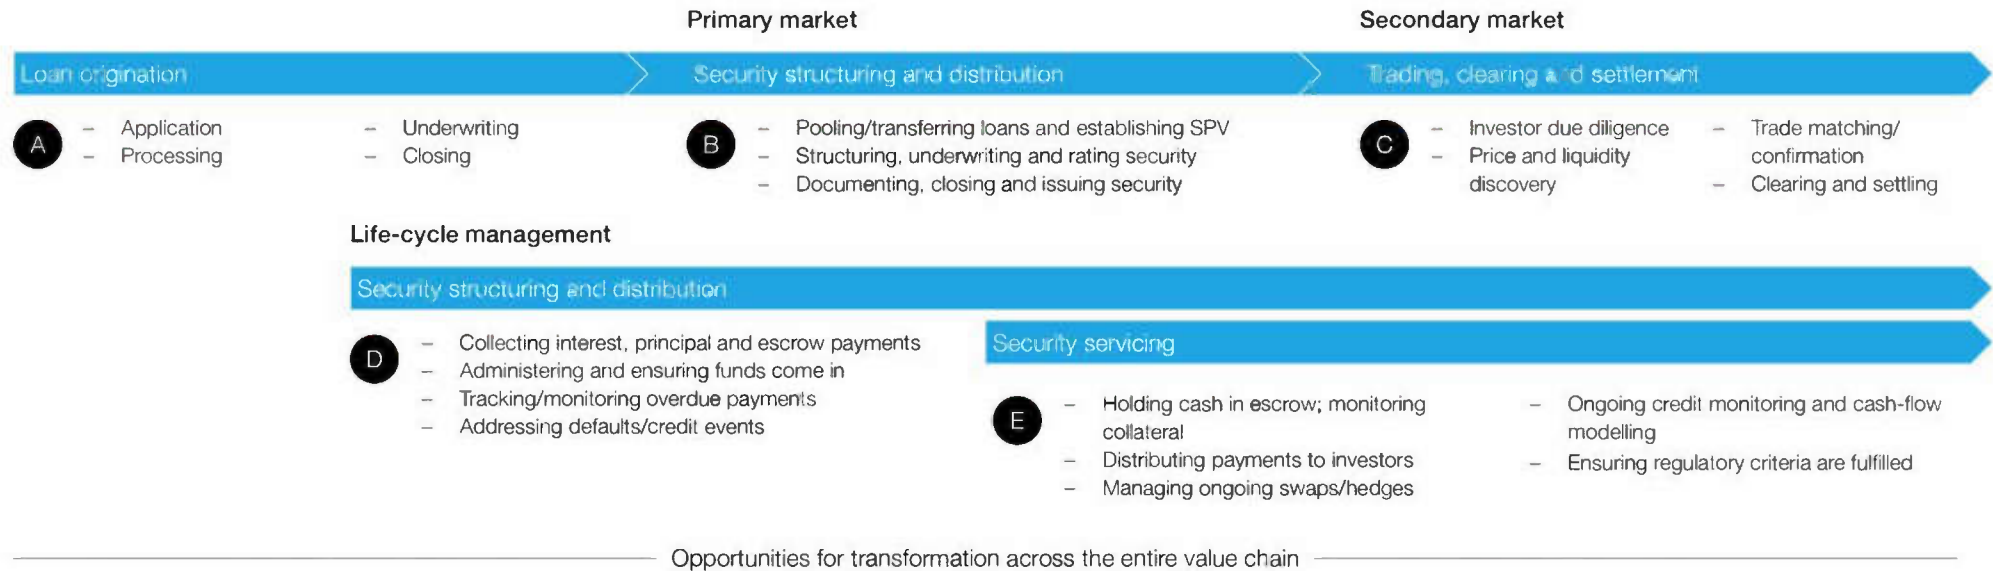 Primary market
Secondary market
Loan origination
Security structuring and distribution
Trading, clearing and settlement
A
– Application
– Processing
– Underwriting
– Closing
B
– Pooling/transferring loans and establishing SPV
– Structuring, underwriting and rating security
– Documenting, closing and issuing security
C
– Investor due diligence
– Price and liquidity
discovery
– Trade matching/
confirmation
– Clearing and settling
Life-cycle management
Security structuring and distribution
D
– Collecting interest, principal and escrow payments
– Administering and ensuring funds come in
– Tracking/monitoring overdue payments
– Addressing defaults/credit events
Security servicing
E
– Holding cash in escrow; monitoring
collateral
– Distributing payments to investors
– Managing ongoing swaps/hedges
– Ongoing credit monitoring and cash-flow
modelling
– Ensuring regulatory criteria are fulfilled
Opportunities for transformation across the entire value chain